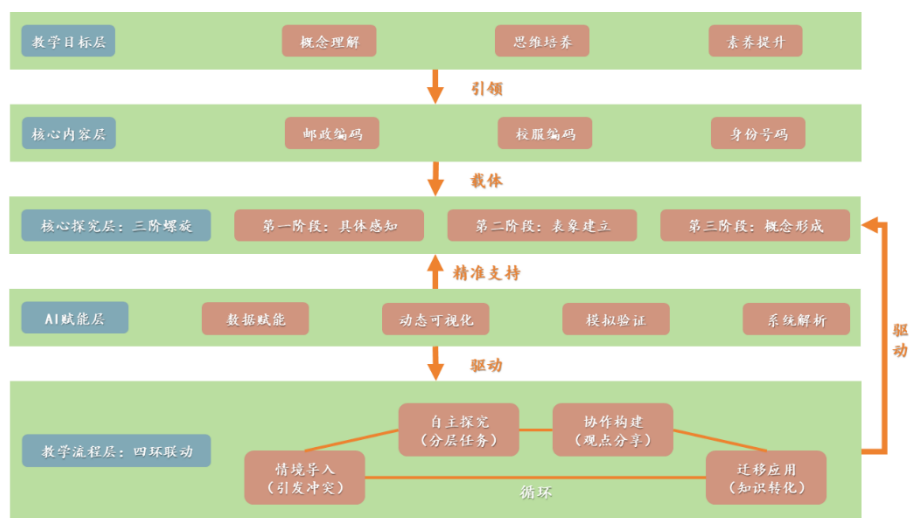 教学目标层 概念理解 思维培养 素养提升
引领
核心内容层 邮政编码 校服编码 身份号码
载体
核心探究层：三阶螺旋 第一阶段：具体感知 第二阶段：表象建立 第三阶段：概念形成
精准支持
AI赋能层 数据赋能 动态可视化 模拟验证 系统解析
驱动
驱动
教学流程层：四环联动
自主探究
（分层任务）
协作构建
（观点分享）
情境导入
（引发冲突）
迁移应用
（知识转化）
循环